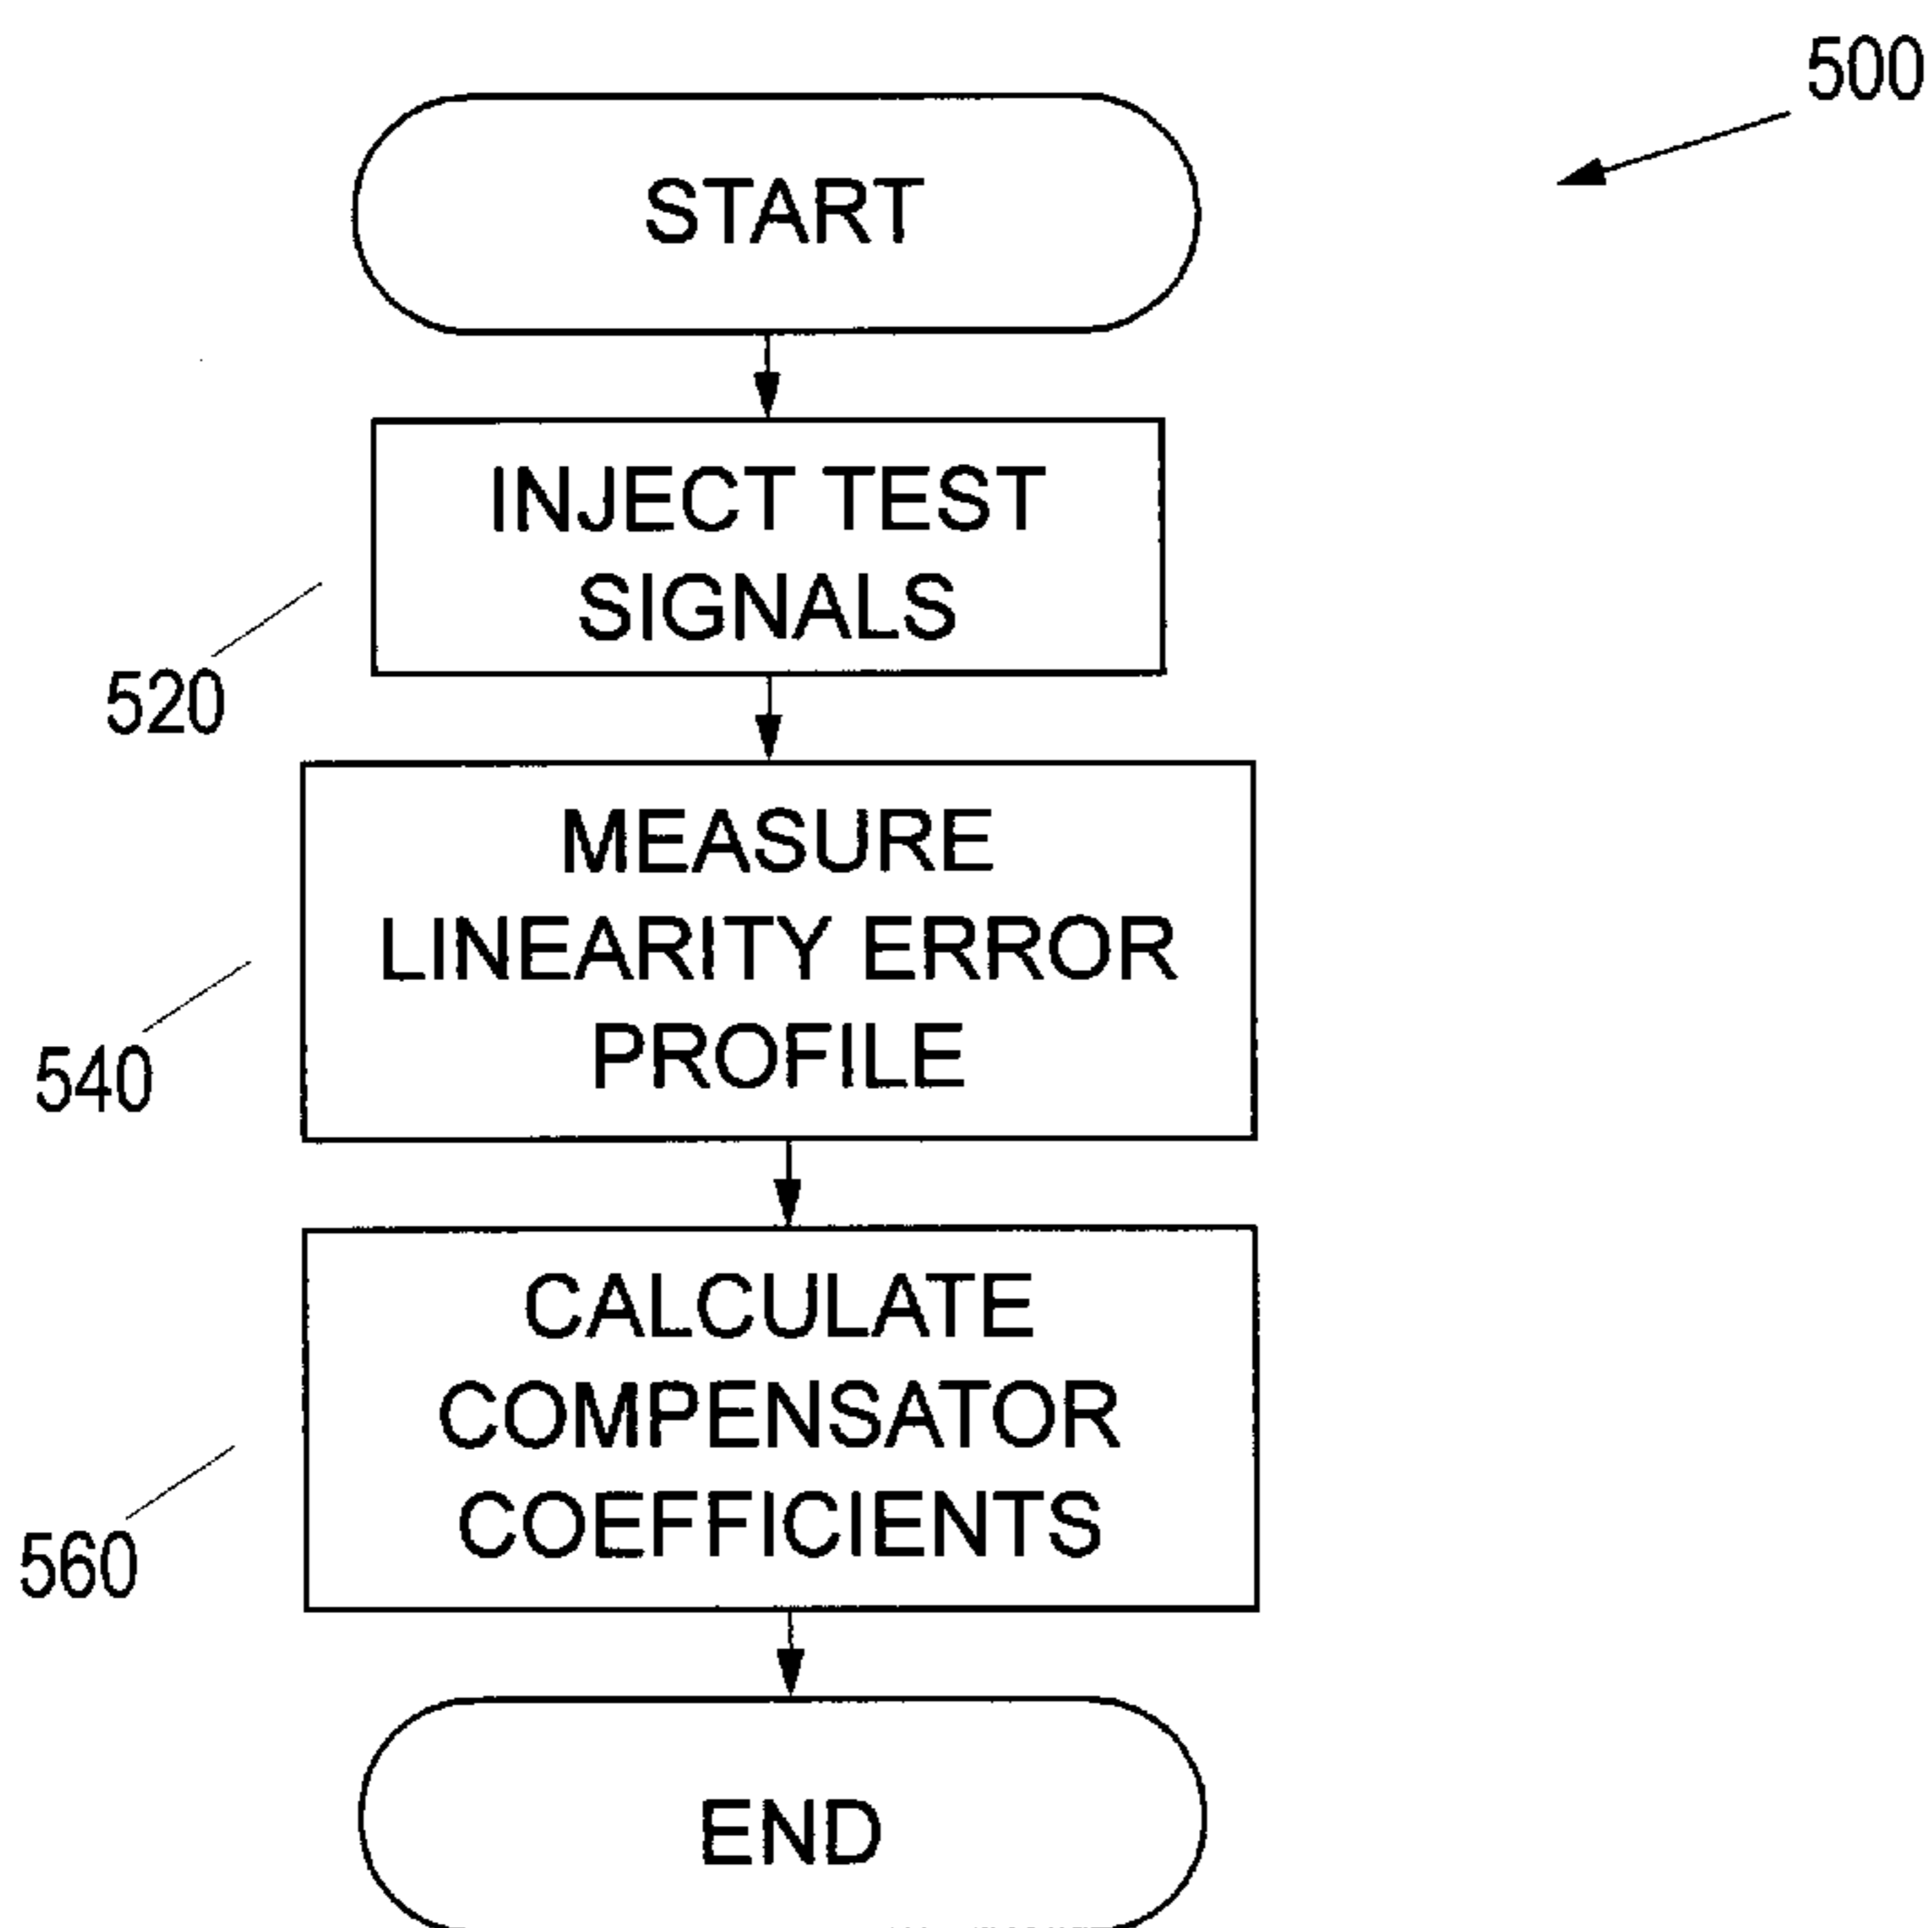 500
START
INJECT TEST
SIGNALS
520
MEASURE
LINEARITY ERROR
PROFILE
540
CALCULATE
COMPENSATOR
COEFFICIENTS
560
END